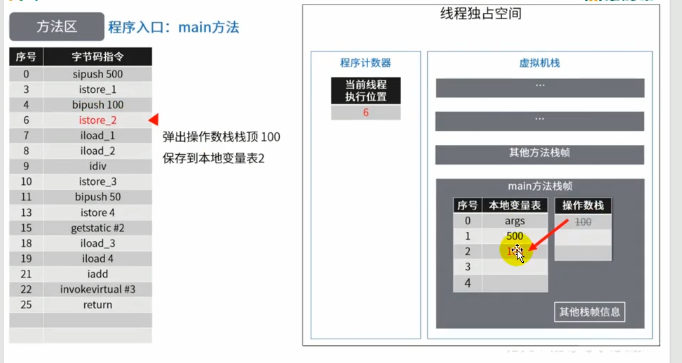 方法区
程序入口：main方法
序号 字节码指令
0 sipush 500
3 istore_1
4 bipush 100
6 istore_2
7 iload_1
8 iload_2
9 idiv
10 istore_3
11 bipush 50
13 istore 4
15 getstatic #2
18 iload_3
19 iload 4
21 iadd
22 invokevirtual #3
25 return
弹出操作数栈栈顶 100
保存到本地变量表2
线程独占空间
程序计数器
当前线程
执行位置
6
虚拟机栈
...
...
其他方法栈帧
main方法栈帧
序号 本地变量表 操作数栈
0 args 100
1 500
2
3
4
其他栈帧信息